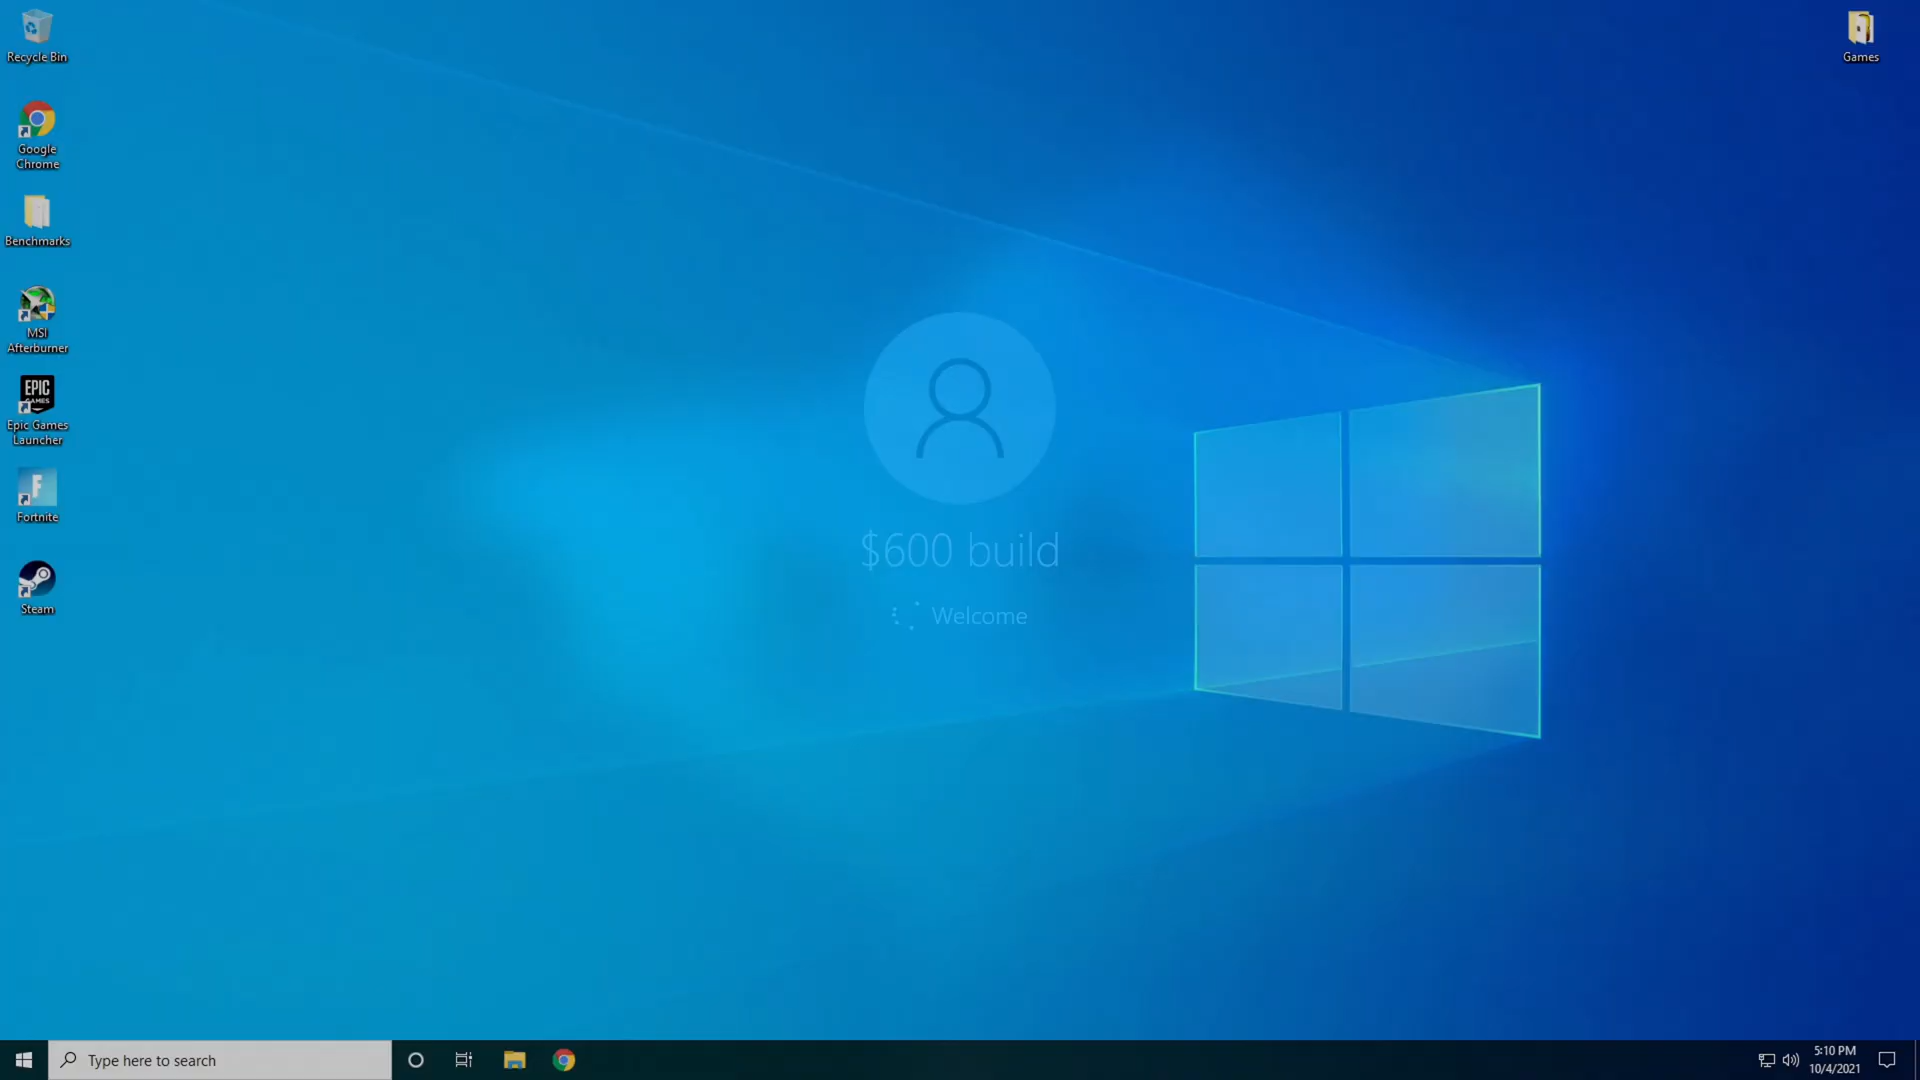 Recycle Bin
Google
Chrome
Benchmarks
MSI
Afterburner
EPIC
GAMES
Epic Games
Launcher
F
Fortnite
Steam
Games
$600 build
Welcome
Type here to search
5:10 PM
10/4/2021